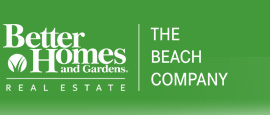 Better
Homes
and Gardens®
REAL ESTATE
THE
BEACH
COMPANY